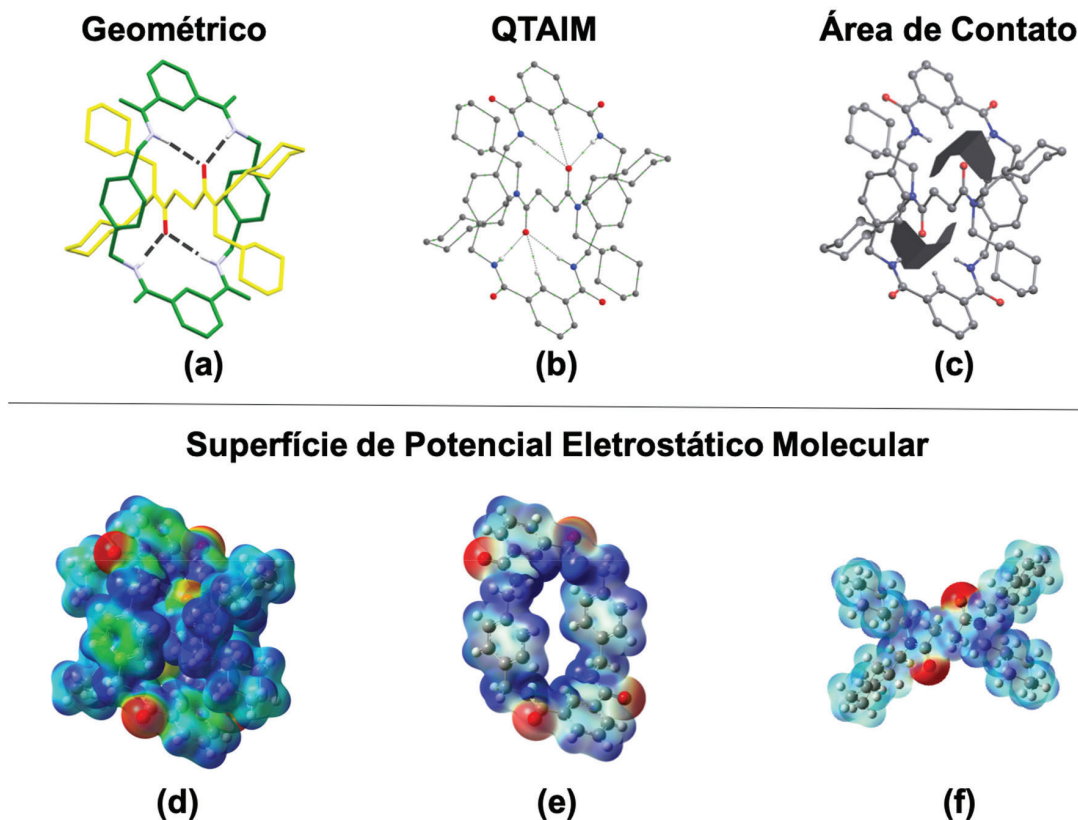 Geométrico
QTAIM
Área de Contato
(a)
(b)
(c)
Superfície de Potencial Eletrostático Molecular
(d)
(e)
(f)